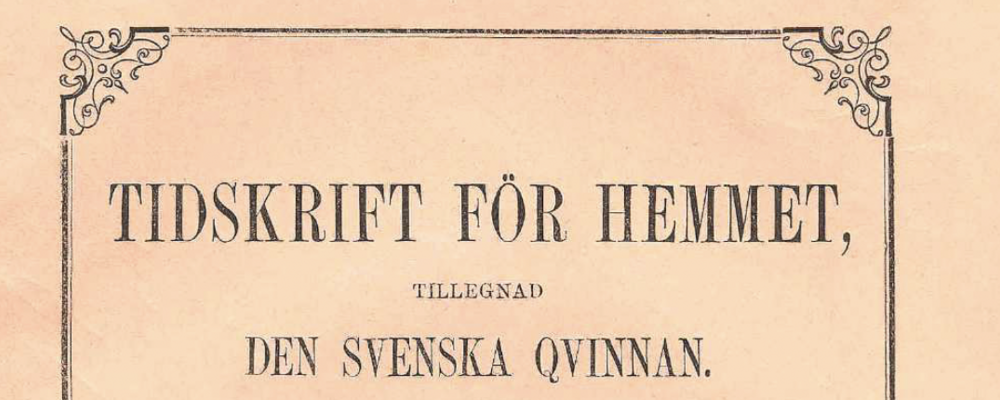 TIDSKRIFT FÖR HEMMET,
TILLEGNAD
DEN SVENSKA QVINNAN.